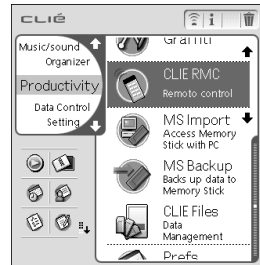 CLIÉ
i
Music/sound
Organizer
Productivity
Data Control
Setting
Graffiti
CLIE RMC
Remoto control
MS Import
Access Memory
Stick with PC
MS Backup
Backs up data to
Memory Stick
CLIE Files
Data
Management
Prefs